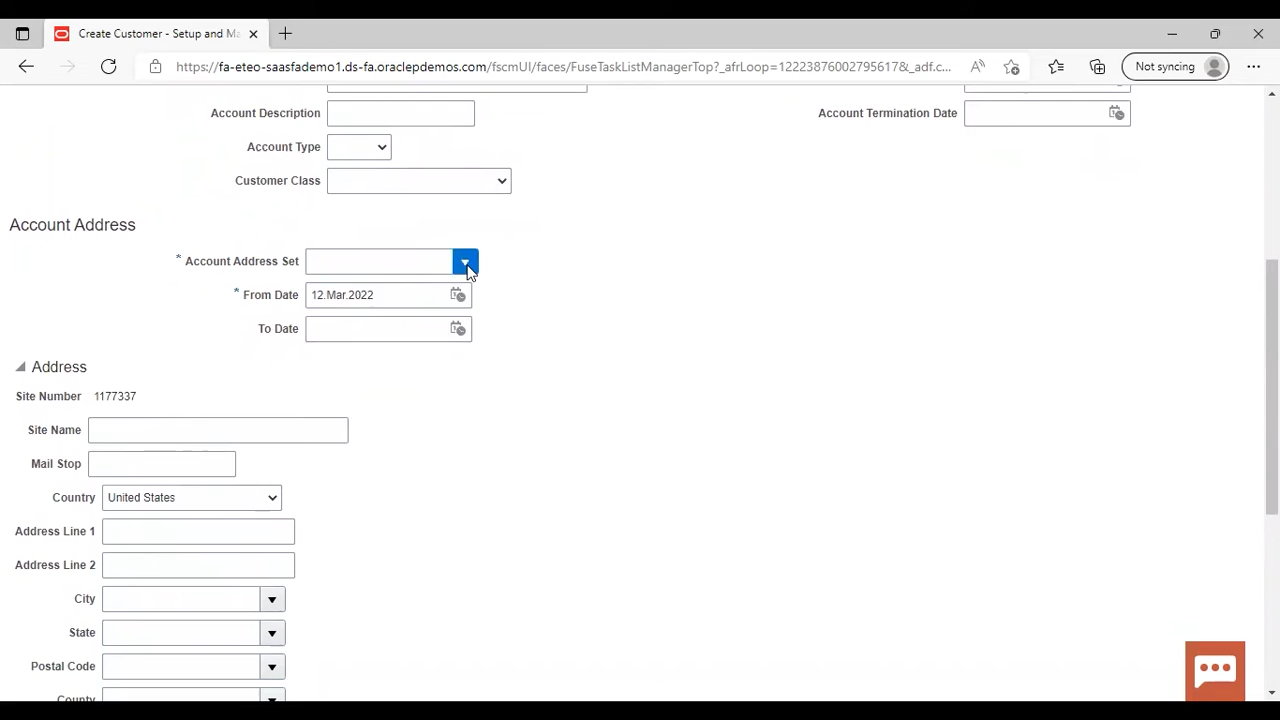 Create Customer - Setup and Ma
https://fa-eteo-saasfademo1.ds-fa.oraclepdemos.com/fscmUI/faces/FuseTaskListManagerTop?_afrLoop=12223876002795617&_adf.c...
Not syncing
Account Description
Account Termination Date
Account Type
Customer Class
Account Address
* Account Address Set
* From Date 12.Mar.2022
To Date
Address
Site Number 1177337
Site Name
Mail Stop
Country United States
Address Line 1
Address Line 2
City
State
Postal Code
County